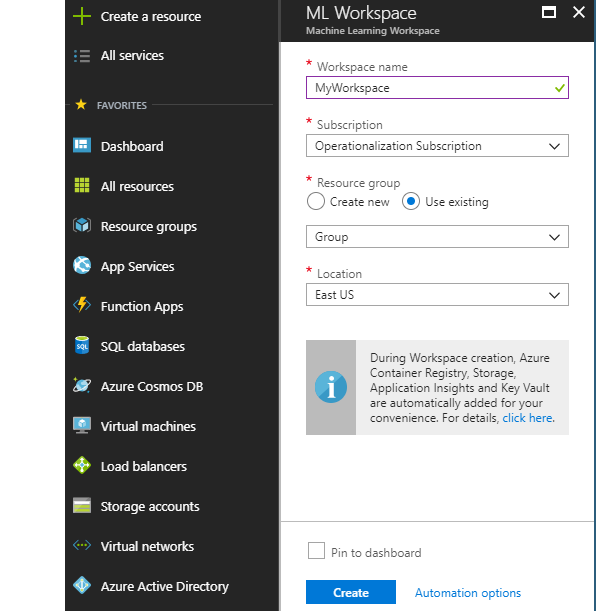 Create a resource
All services
FAVORITES
Dashboard
All resources
Resource groups
App Services
Function Apps
SQL databases
Azure Cosmos DB
Virtual machines
Load balancers
Storage accounts
Virtual networks
Azure Active Directory
ML Workspace
Machine Learning Workspace
* Workspace name
MyWorkspace
* Subscription
Operationalization Subscription
* Resource group
Create new Use existing
Group
* Location
East US
During Workspace creation, Azure
Container Registry, Storage,
Application Insights and Key Vault
are automatically added for your
convenience. For details, click here.
Pin to dashboard
Create Automation options